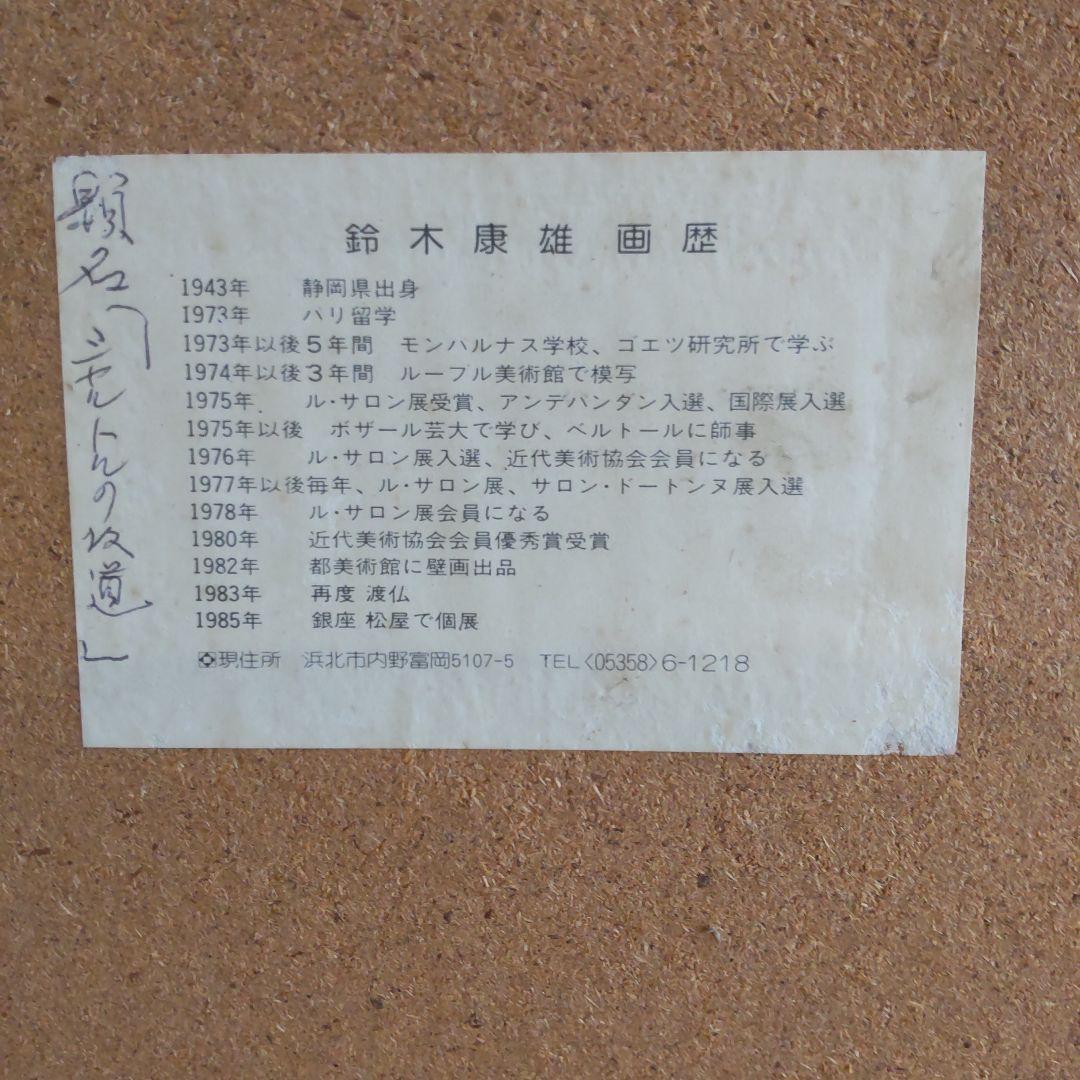 題名「シャルトルの坂道」
鈴木康雄 画歴
1943年 静岡県出身
1973年 パリ留学
1973年以後5年間 モンパルナス学校、ゴエツ研究所で学ぶ
1974年以後3年間 ルーブル美術館で模写
1975年 ル・サロン展受賞、アンデパンダン入選、国際展入選
1975年以後 ボザール芸大で学び、ベルトールに師事
1976年 ル・サロン展入選、近代美術協会会員になる
1977年以後毎年、ル・サロン展、サロン・ドートンヌ展入選
1978年 ル・サロン展会員になる
1980年 近代美術協会会員優秀賞受賞
1982年 都美術館に壁画出品
1983年 再度 渡仏
1985年 銀座 松屋で個展
現住所 浜北市内野富岡5107-5 TEL〈05358〉6-1218